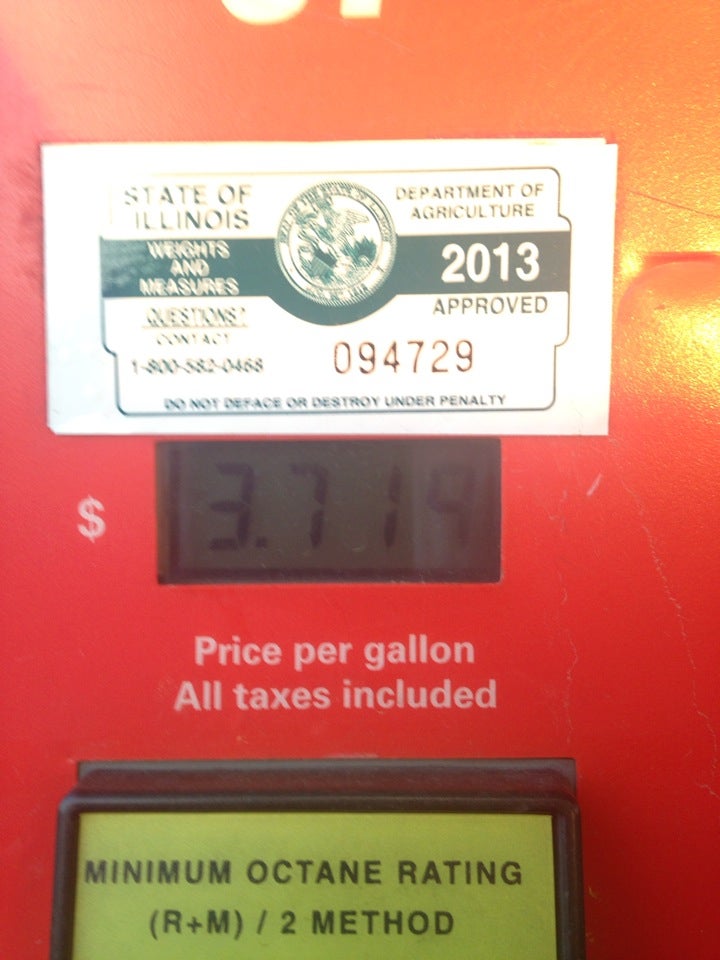 STATE OF
ILLINOIS
WEIGHTS
AND
MEASURES
QUESTIONS?
CONTACT
1-800-582-0468
DEPARTMENT OF
AGRICULTURE
2013
APPROVED
094729
DO NOT DEFACE OR DESTROY UNDER PENALTY
$ 3.719
Price per gallon
All taxes included
MINIMUM OCTANE RATING
(R+M) / 2 METHOD